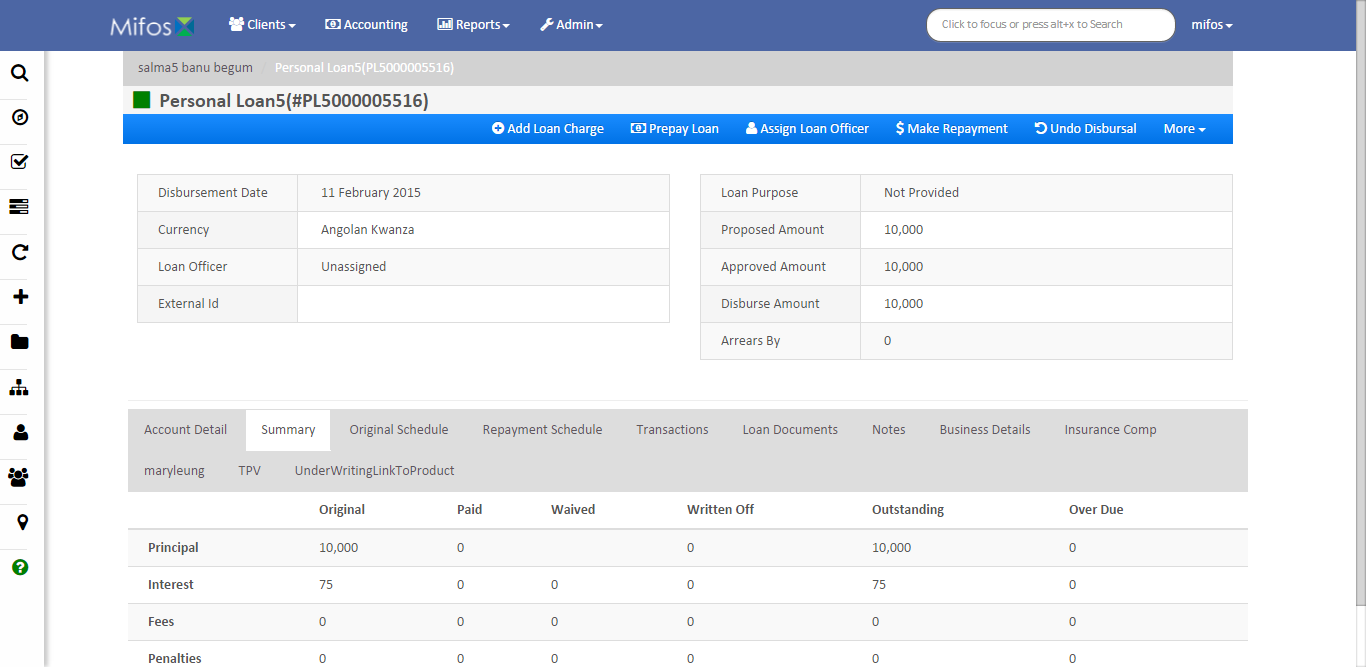 Mifos Clients Accounting Reports Admin Click to focus or press alt+x to Search mifos
salma5 banu begum / Personal Loan5(PL5000005516)
Personal Loan5(#PL5000005516)
Add Loan Charge Prepay Loan Assign Loan Officer $ Make Repayment Undo Disbursal More
Disbursement Date 11 February 2015
Currency Angolan Kwanza
Loan Officer Unassigned
External Id
Loan Purpose Not Provided
Proposed Amount 10,000
Approved Amount 10,000
Disburse Amount 10,000
Arrears By 0
Account Detail Summary Original Schedule Repayment Schedule Transactions Loan Documents Notes Business Details Insurance Comp
maryleung TPV UnderWritingLinkToProduct
Original Paid Waived Written Off Outstanding Over Due
Principal 10,000 0 0 10,000 0
Interest 75 0 0 0 75 0
Fees 0 0 0 0 0 0
Penalties 0 0 0 0 0 0